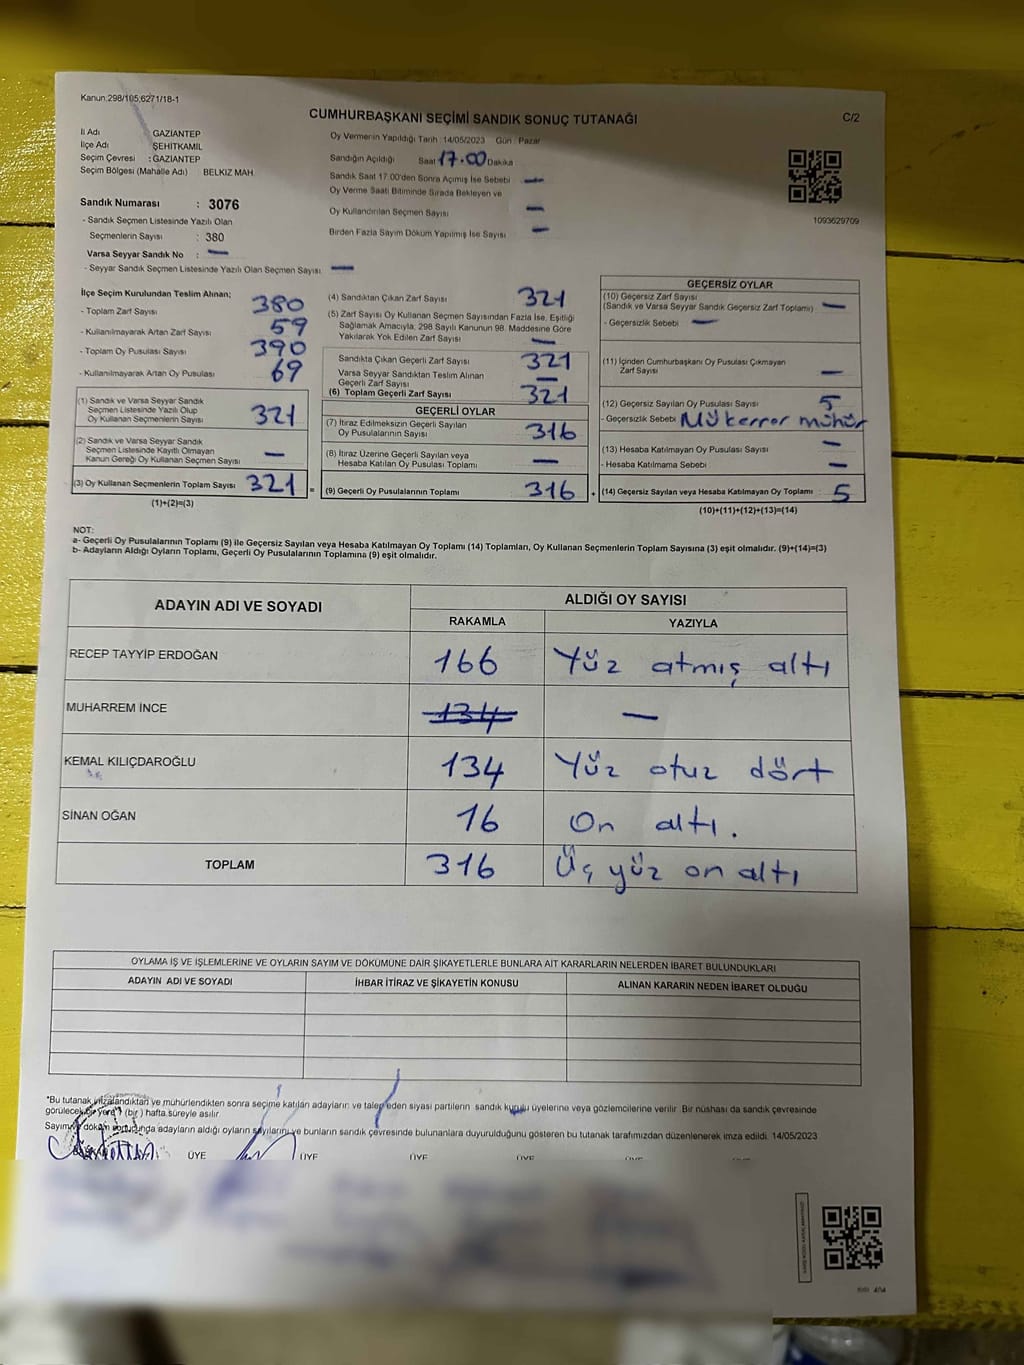 Kanun:298/105,6271/18-1
CUMHURBAŞKANI SEÇİMİ SANDIK SONUÇ TUTANAĞI
C/2
İl Adı GAZİANTEP
İlçe Adı ŞEHİTKAMİL
Seçim Çevresi : GAZİANTEP
Seçim Bölgesi (Mahalle Adı) BELKIZ MAH.
Sandık Numarası : 3076
- Sandık Seçmen Listesinde Yazılı Olan
Seçmenlerin Sayısı : 380
Varsa Seyyar Sandık No : —
- Seyyar Sandık Seçmen Listesinde Yazılı Olan Seçmen Sayısı —
Oy Vermenin Yapıldığı Tarih : 14/05/2023 Gün : Pazar
Sandığın Açıldığı Saat 17.00 Dakika
Sandık Saat 17.00'den Sonra Açımış İse Sebebi —
Oy Verme Saati Bitiminde Sırada Bekleyen ve
Oy Kullandırılan Seçmen Sayısı —
Birden Fazla Sayım Döküm Yapılmış İse Sayısı —
1093629709
İlçe Seçim Kurulundan Teslim Alınan;
- Toplam Zarf Sayısı 380
- Kullanılmayarak Artan Zarf Sayısı 59
- Toplam Oy Pusulası Sayısı 390
- Kullanılmayarak Artan Oy Pusulası 69
(1) Sandık ve Varsa Seyyar Sandık
Seçmen Listesinde Yazılı Olup
Oy Kullanan Seçmenlerin Sayısı 321
(2) Sandık ve Varsa Seyyar Sandık
Seçmen Listesinde Kayıtlı Olmayan
Kanun Gereği Oy Kullanan Seçmen Sayısı —
(3) Oy Kullanan Seçmenlerin Toplam Sayısı 321 =
(1)+(2)=(3)
(4) Sandıktan Çıkan Zarf Sayısı 321
(5) Zarf Sayısı Oy Kullanan Seçmen Sayısından Fazla İse, Eşitliği
Sağlamak Amacıyla, 298 Sayılı Kanunun 98. Maddesine Göre
Yakılarak Yok Edilen Zarf Sayısı —
Sandıkta Çıkan Geçerli Zarf Sayısı 321
Varsa Seyyar Sandıktan Teslim Alınan
Geçerli Zarf Sayısı —
(6) Toplam Geçerli Zarf Sayısı 321
GEÇERLİ OYLAR
(7) İtiraz Edilmeksizin Geçerli Sayılan
Oy Pusulalarının Sayısı 316
(8) İtiraz Üzerine Geçerli Sayılan veya
Hesaba Katılan Oy Pusulası Toplamı —
(9) Geçerli Oy Pusulalarının Toplamı 316 +
GEÇERSİZ OYLAR
(10) Geçersiz Zarf Sayısı
(Sandık ve Varsa Seyyar Sandık Geçersiz Zarf Toplamı) —
- Geçersizlik Sebebi —
(11) İçinden Cumhurbaşkanı Oy Pusulası Çıkmayan
Zarf Sayısı —
(12) Geçersiz Sayılan Oy Pusulası Sayısı 5
- Geçersizlik Sebebi Mükerrer mühür
(13) Hesaba Katılmayan Oy Pusulası Sayısı —
- Hesaba Katılmama Sebebi —
(14) Geçersiz Sayılan veya Hesaba Katılmayan Oy Toplamı : 5
(10)+(11)+(12)+(13)=(14)
NOT:
a- Geçerli Oy Pusulalarının Toplamı (9) ile Geçersiz Sayılan veya Hesaba Katılmayan Oy Toplamı (14) Toplamları, Oy Kullanan Seçmenlerin Toplam Sayısına (3) eşit olmalıdır. (9)+(14)=(3)
b- Adayların Aldığı Oyların Toplamı, Geçerli Oy Pusulalarının Toplamına (9) eşit olmalıdır.
ADAYIN ADI VE SOYADI ALDIĞI OY SAYISI
RAKAMLA YAZIYLA
RECEP TAYYİP ERDOĞAN 166 Yüz atmış altı
MUHARREM İNCE 134 —
KEMAL KILIÇDAROĞLU 134 Yüz otuz dört
SİNAN OĞAN 16 On altı.
TOPLAM 316 Üç yüz on altı
OYLAMA İŞ VE İŞLEMLERİNE VE OYLARIN SAYIM VE DÖKÜMÜNE DAİR ŞİKAYETLERLE BUNLARA AİT KARARLARIN NELERDEN İBARET BULUNDUKLARI
ADAYIN ADI VE SOYADI İHBAR İTİRAZ VE ŞİKAYETİN KONUSU ALINAN KARARIN NEDEN İBARET OLDUĞU
"Bu tutanak imzalandıktan ve mühürlendikten sonra seçime katılan adayların ve talep eden siyasi partilerin sandık kurulu üyelerine veya gözlemcilerine verilir. Bir nüshası da sandık çevresinde
görülecek bir yere" (bir) hafta süreyle asılır.
Sayım ve döküm sonucunda adayların aldığı oyların sayılarını ve bunların sandık çevresinde bulunanlara duyurulduğunu gösteren bu tutanak tarafımızdan düzenlenerek imza edildi. 14/05/2023
ÜYE ÜYE ÜYE ÜYE